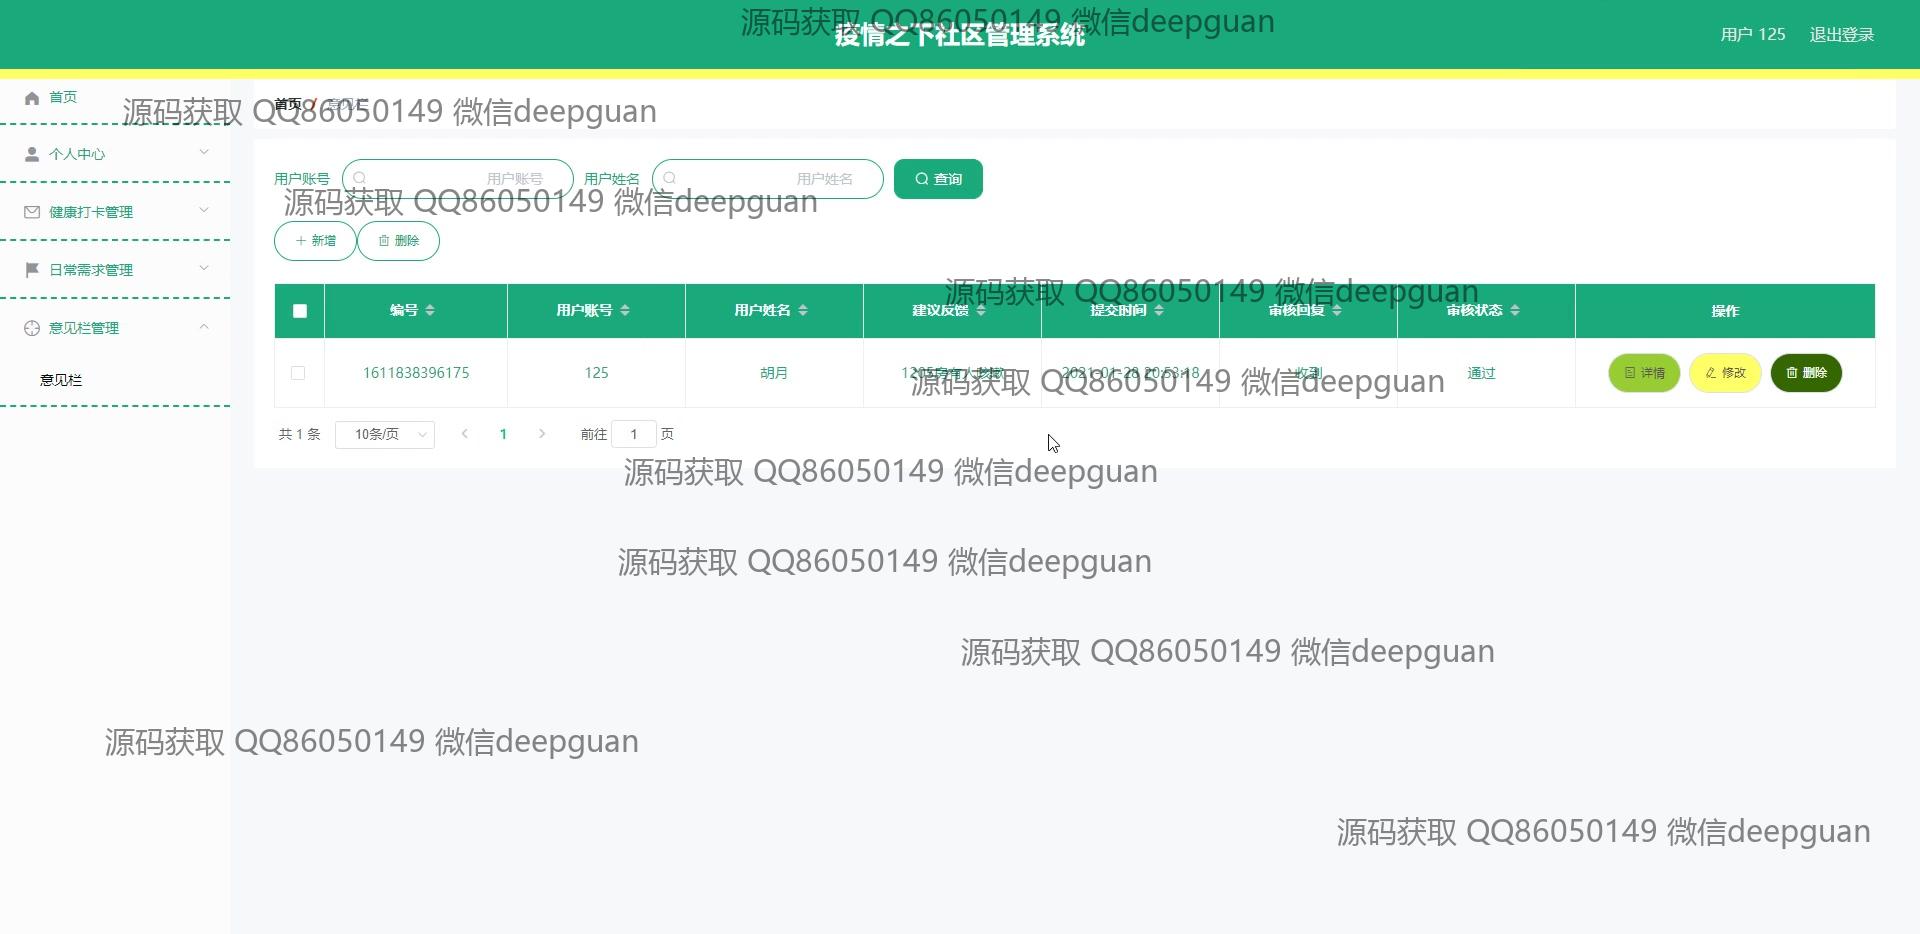 源码获取 QQ86050149 微信deepguan
疫情之下社区管理系统
用户 125 退出登录
首页
源码获取 QQ86050149 微信deepguan
首页 / 意见栏
个人中心
用户账号 用户账号 用户姓名 用户姓名 查询
源码获取 QQ86050149 微信deepguan
健康打卡管理
新增 删除
日常需求管理
源码获取 QQ86050149 微信deepguan
编号 用户账号 用户姓名 建议反馈 提交时间 审核回复 审核状态 操作
意见栏管理
1611838396175 125 胡月 2021-01-28 20:53:18 收到 通过 详情 修改 删除
源码获取 QQ86050149 微信deepguan
意见栏
共 1 条 10条/页 1 前往 1 页
源码获取 QQ86050149 微信deepguan
源码获取 QQ86050149 微信deepguan
源码获取 QQ86050149 微信deepguan
源码获取 QQ86050149 微信deepguan
源码获取 QQ86050149 微信deepguan